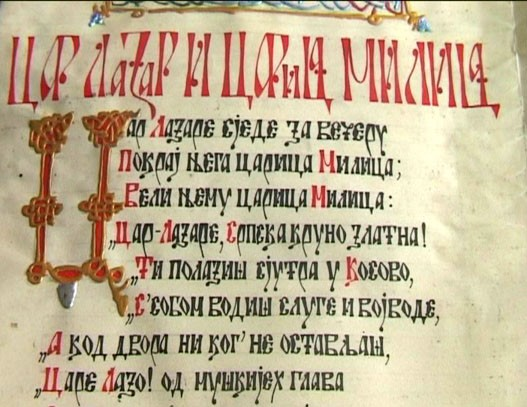 ЦАР ЛАЗАР И ЦАРИЦА МИЛИЦА
Цар Лазаре сједе за вечеру
Покрај њега царица Милица;
Вели њему царица Милица:
„Цар-Лазаре, Српска круно златна!
„Ти полазиш сјутра у Косово,
„С'собом водиш слуге и војводе,
„А код двора ни ког' не остављаш,
„Царе Лазо! од мушкијех глава